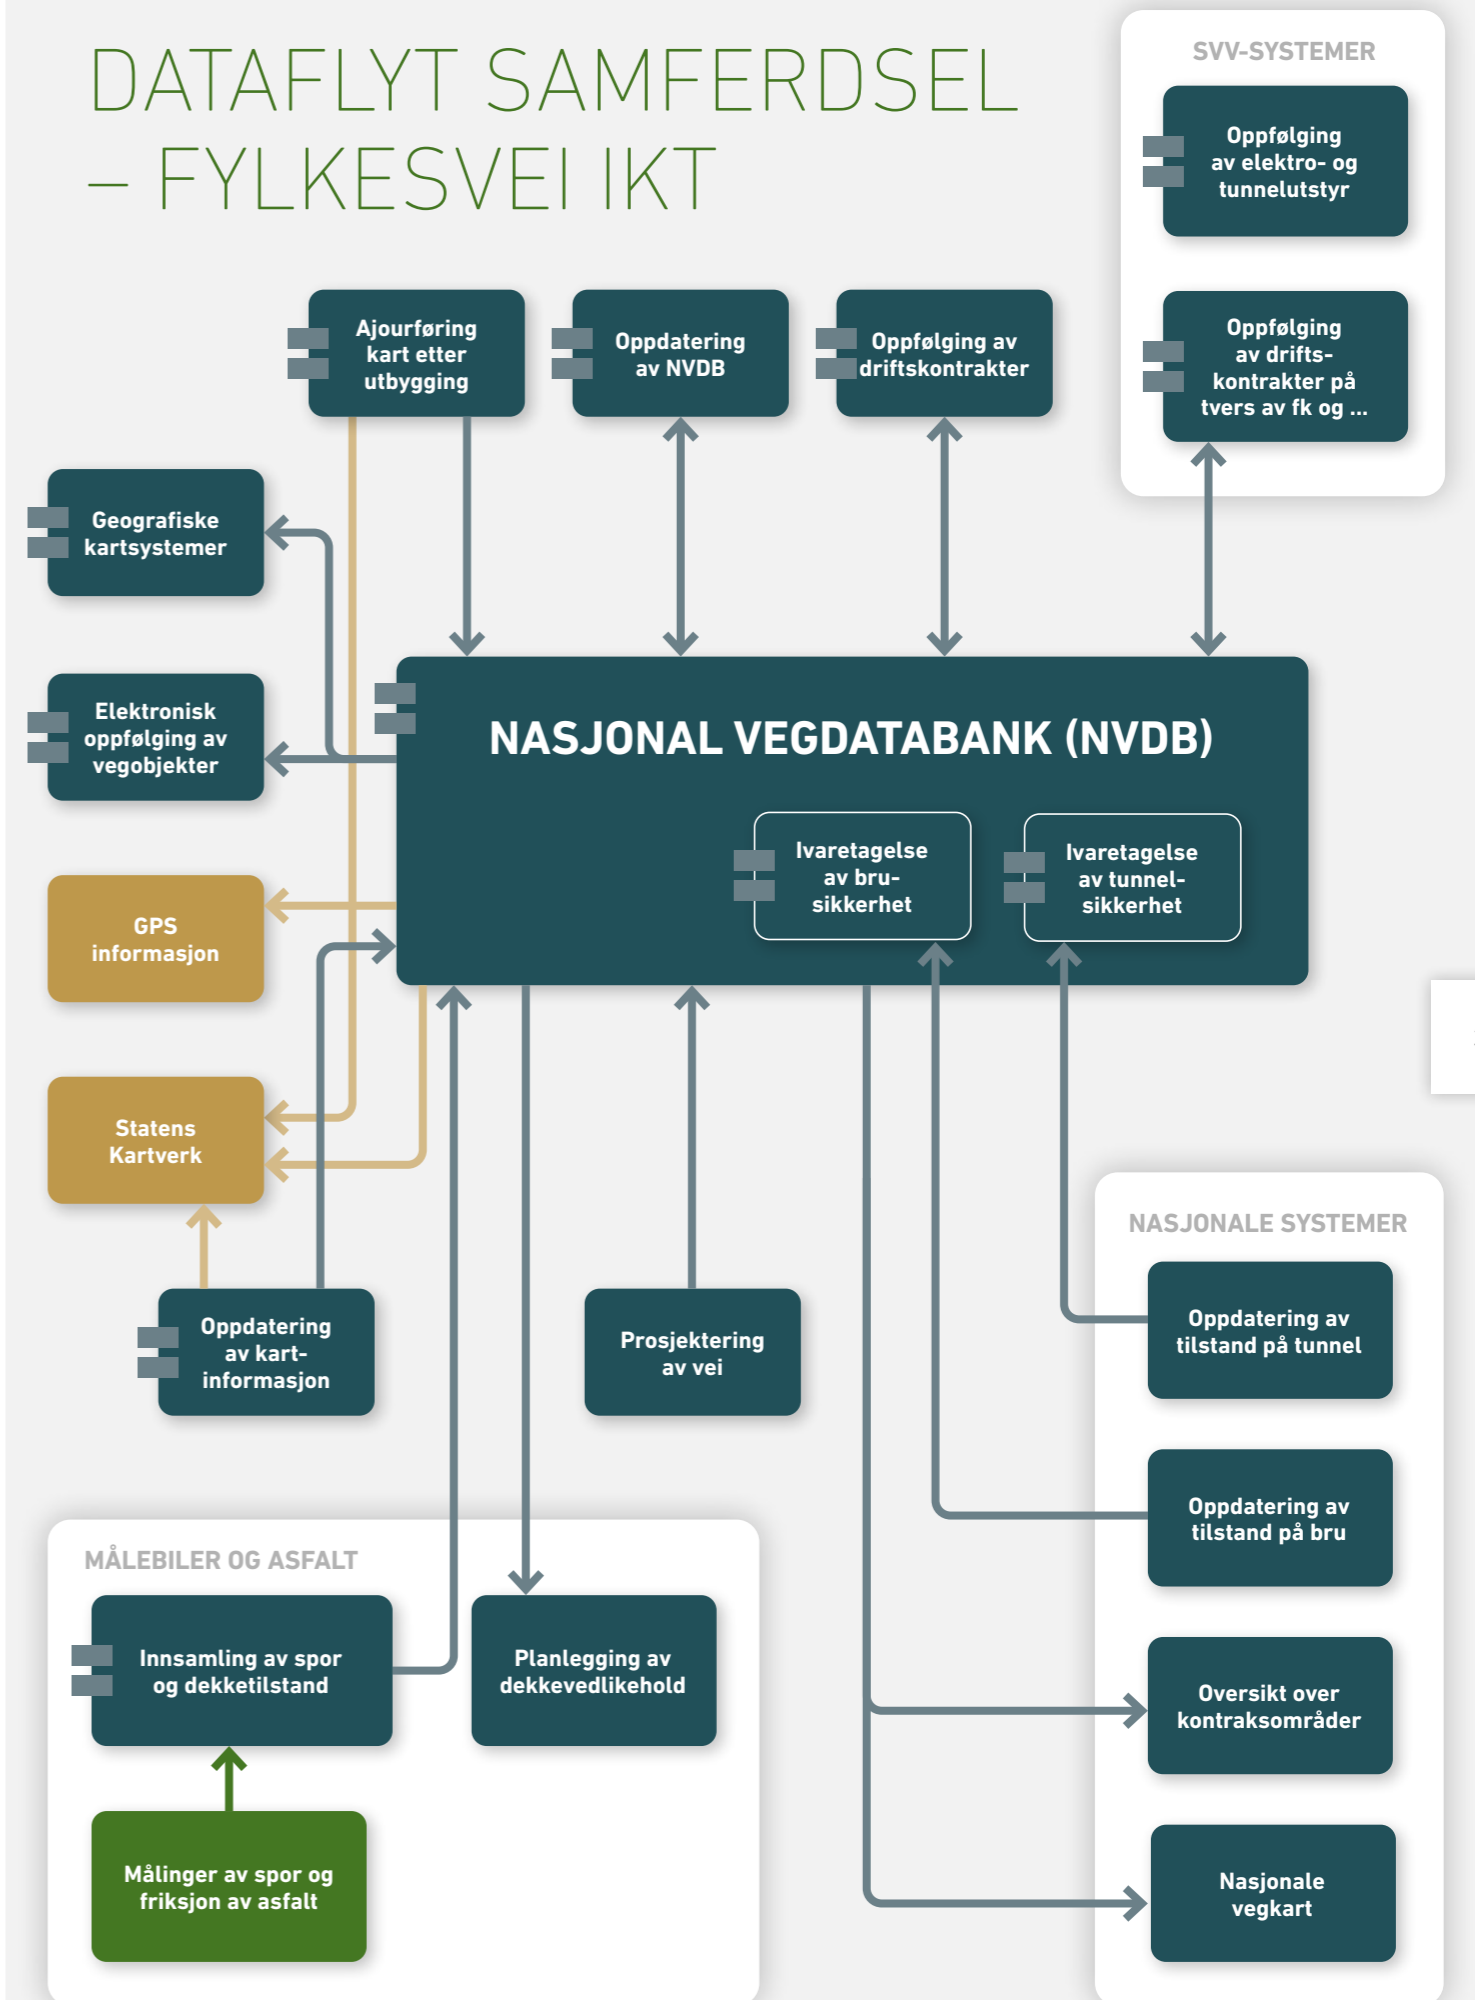 DATAFLYT SAMFERDSEL
– FYLKESVEI IKT
SVV-SYSTEMER
Oppfølging
av elektro- og
tunnelutstyr
Oppfølging
av drifts-
kontrakter på
tvers av fk og ...
Ajourføring
kart etter
utbygging
Oppdatering
av NVDB
Oppfølging av
driftskontrakter
Geografiske
kartsystemer
Elektronisk
oppfølging av
vegobjekter
GPS
informasjon
Statens
Kartverk
NASJONAL VEGDATABANK (NVDB)
Ivaretagelse
av bru-
sikkerhet
Ivaretagelse
av tunnel-
sikkerhet
Oppdatering
av kart-
informasjon
Prosjektering
av vei
NASJONALE SYSTEMER
Oppdatering av
tilstand på tunnel
Oppdatering av
tilstand på bru
Oversikt over
kontraksområder
Nasjonale
vegkart
MÅLEBILER OG ASFALT
Innsamling av spor
og dekketilstand
Planlegging av
dekkevedlikehold
Målinger av spor og
friksjon av asfalt